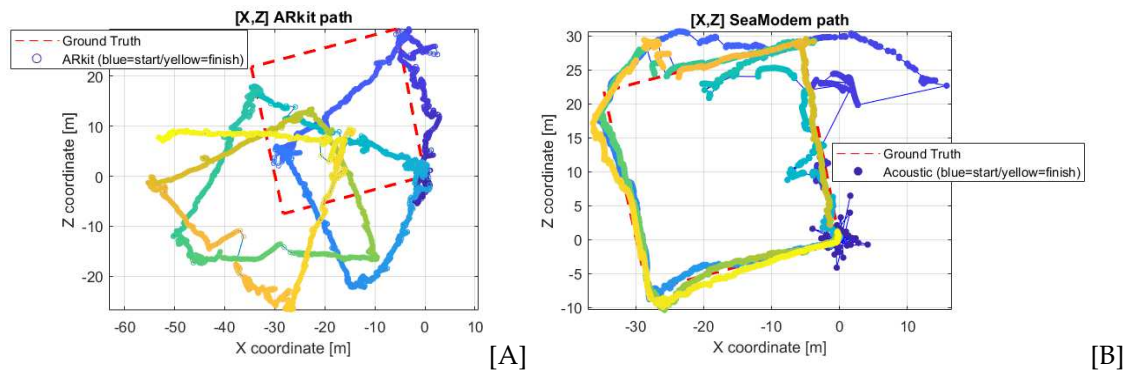 [X,Z] ARkit path
Ground Truth
ARkit (blue=start/yellow=finish)
Z coordinate [m]
20
10
0
-10
-20
-60 -50 -40 -30 -20 -10 0 10
X coordinate [m]
[A]
[X,Z] SeaModem path
Ground Truth
Acoustic (blue=start/yellow=finish)
Z coordinate [m]
30
25
20
15
10
5
0
-5
-10
-30 -20 -10 0 10
X coordinate [m]
[B]